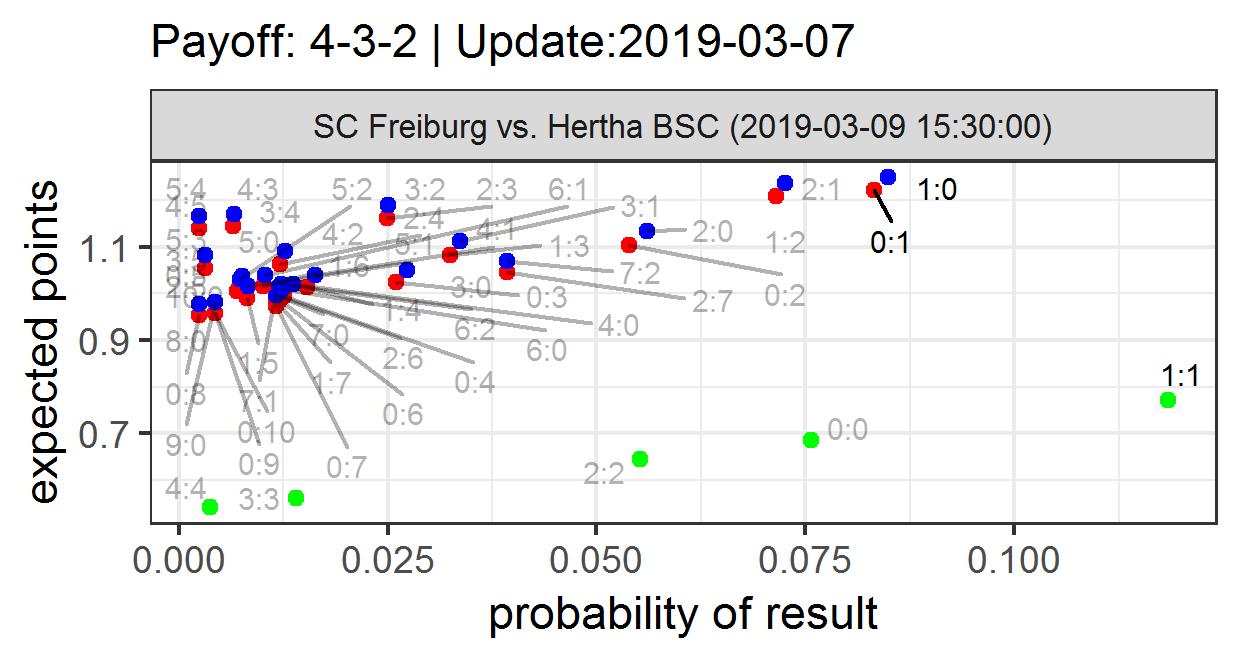 Payoff: 4-3-2 | Update:2019-03-07
SC Freiburg vs. Hertha BSC (2019-03-09 15:30:00)
expected points
1.1
0.9
0.7
5:4 4:3 5:2 3:2 2:3 6:1
4:5 3:4 2:4 3:1 2:1 1:0
5:3 5:0 4:2 5:1 4:1 1:3 2:0 1:2 0:1
1:6 7:2
3:0 0:3 2:7 0:2
1:4 4:0
8:0 7:0 6:2
1:5 2:6 6:0
0:8 1:7 0:4
7:1 0:6
9:0 0:10
0:9 0:7
4:4 3:3 2:2 0:0 1:1
0.000 0.025 0.050 0.075 0.100
probability of result